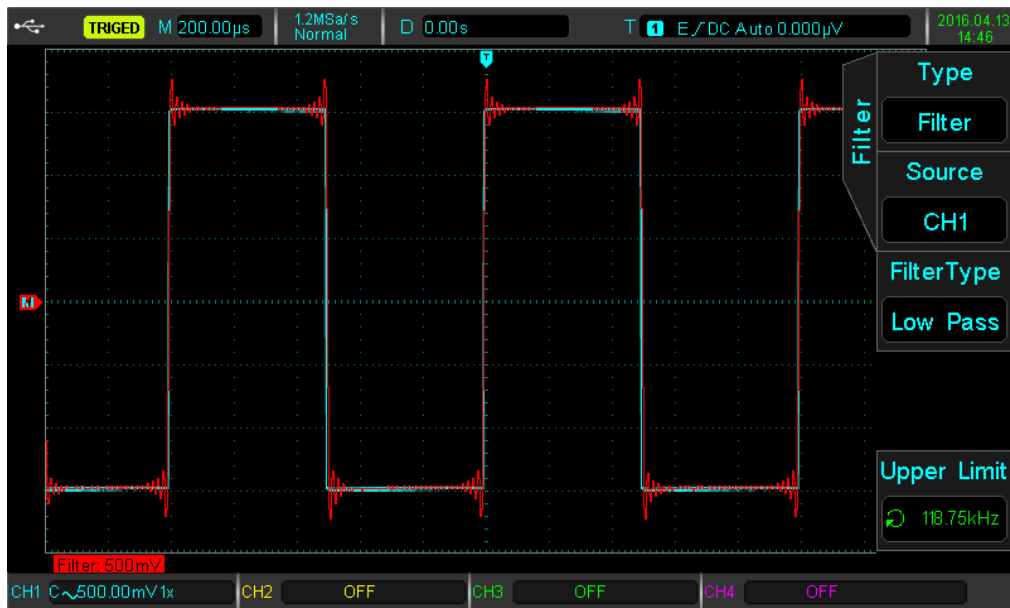 TRIGED M 200.00µs 1.2MSa/s Normal D 0.00s T 1 E DC Auto 0.000µV 2016.04.13 14:46
T
Filter
Type
Filter
Source
CH1
FilterType
Low Pass
Upper Limit
118.75kHz
Filter: 500mV
CH1 C 500.00mV 1x CH2 OFF CH3 OFF CH4 OFF